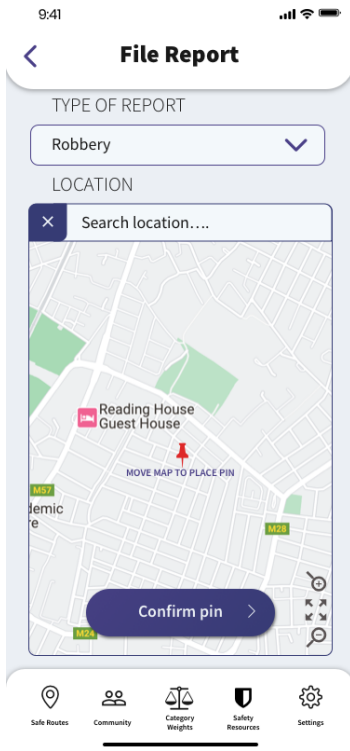 9:41
File Report
TYPE OF REPORT
Robbery
LOCATION
Search location....
Reading House
Guest House
MOVE MAP TO PLACE PIN
M57
demic
re
M28
Confirm pin
M24
Safe Routes
Community
Category
Weights
Safety
Resources
Settings